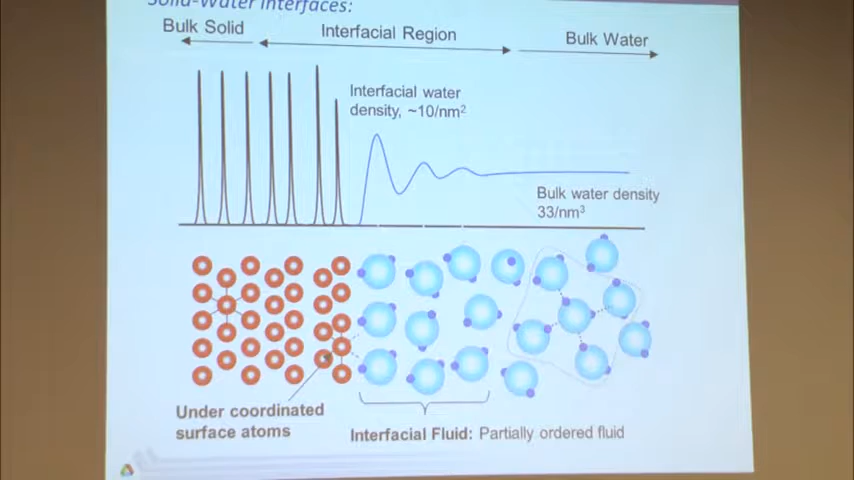 Solid-Water Interfaces:
Bulk Solid
Interfacial Region
Bulk Water
Interfacial water
density, ~10/nm²
Bulk water density
33/nm³
Under coordinated
surface atoms
Interfacial Fluid: Partially ordered fluid